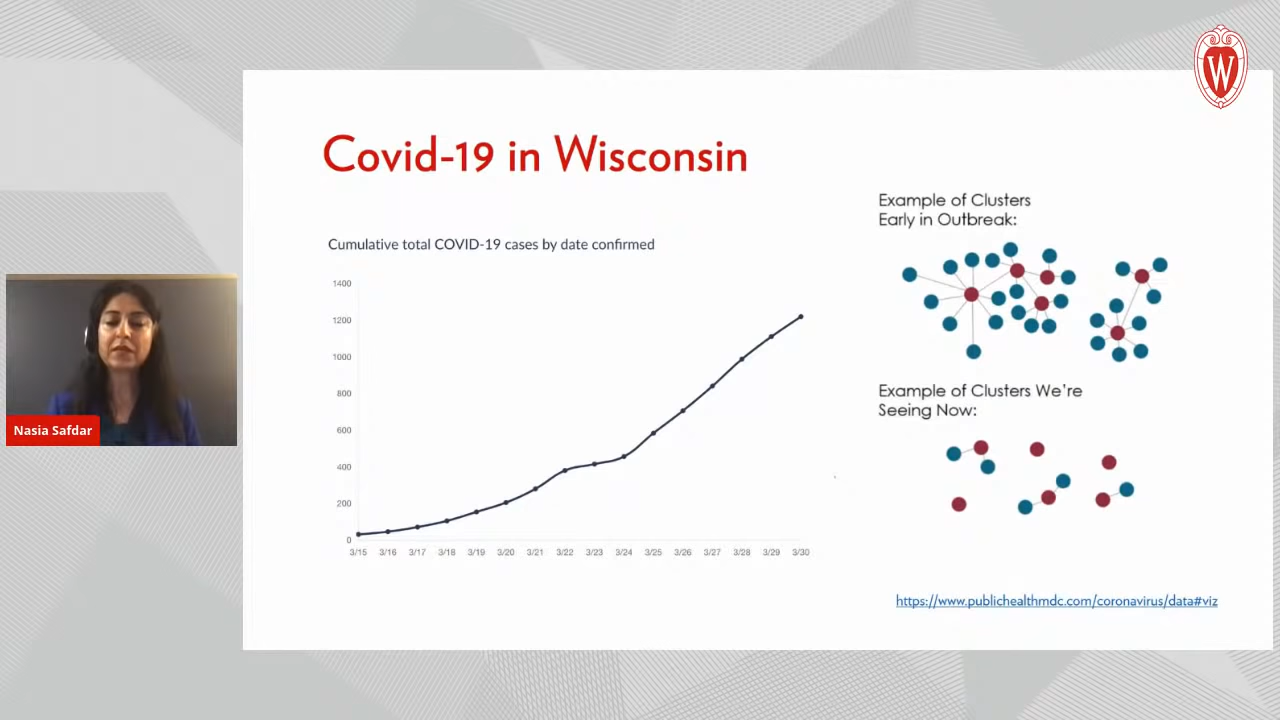 W
Covid-19 in Wisconsin
Cumulative total COVID-19 cases by date confirmed
1400
1200
1000
800
600
400
200
0
3/15 3/16 3/17 3/18 3/19 3/20 3/21 3/22 3/23 3/24 3/25 3/26 3/27 3/28 3/29 3/30
Example of Clusters
Early in Outbreak:
Example of Clusters We're
Seeing Now:
https://www.publichealthmdc.com/coronavirus/data#viz
Nasia Safdar